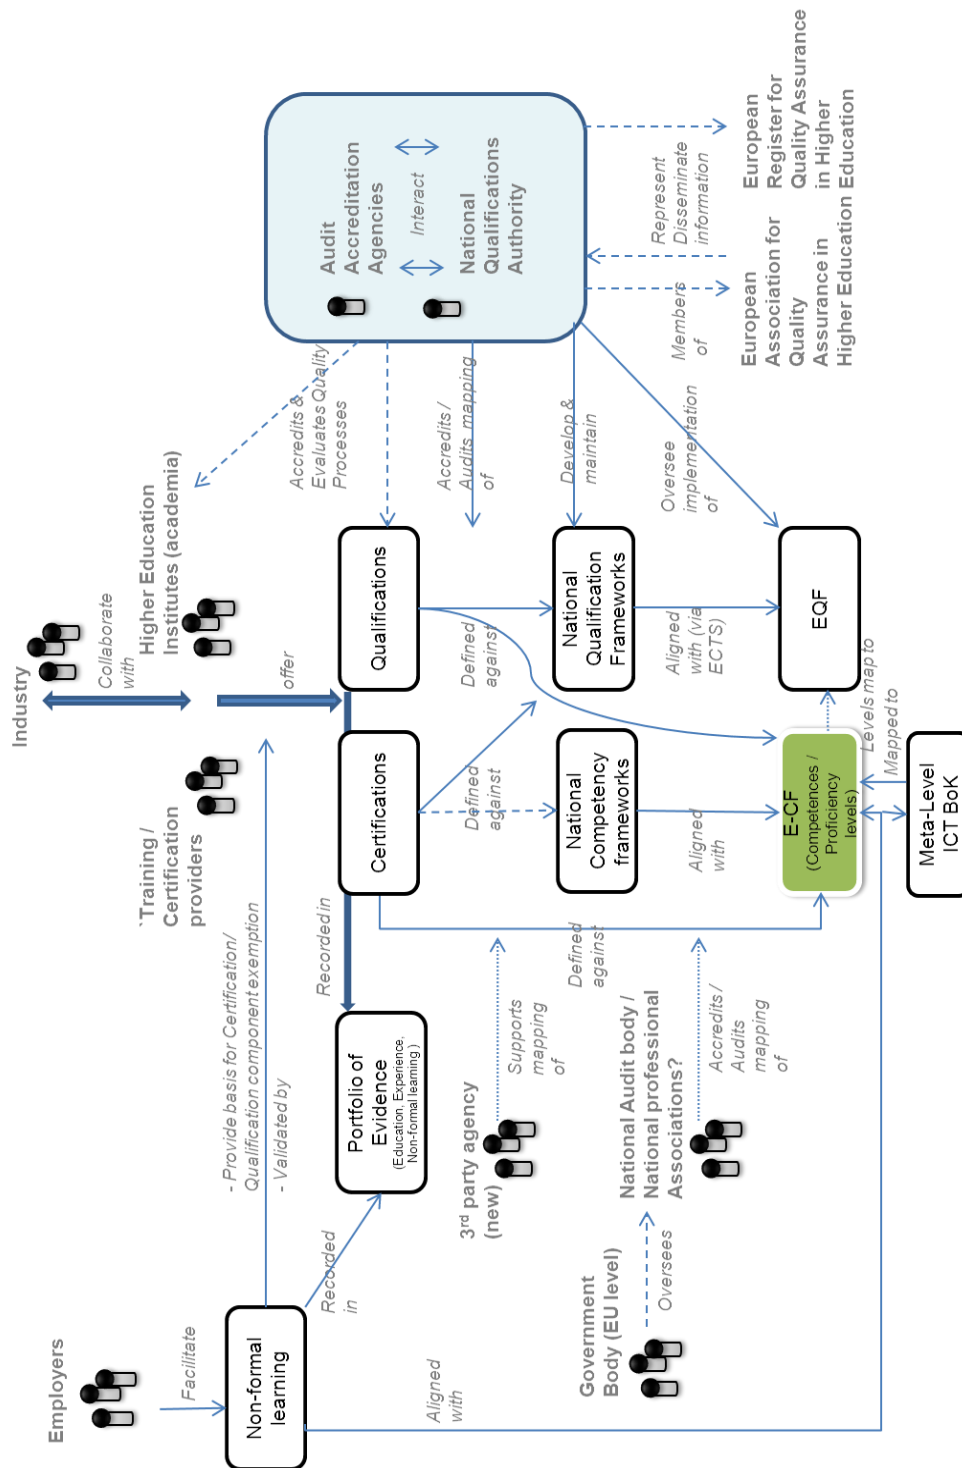 Employers
Facilitate
Non-formal
learning
- Provide basis for Certification/
Qualification component exemption
- Validated by
Recorded
in
Aligned
with
Portfolio of
Evidence
(Education, Experience,
Non-formal learning )
Recorded in
Industry
Collaborate
with
`Training /
Certification
providers
Higher Education
Institutes (academia)
offer
Certifications
Qualifications
Accredits &
Evaluates Quality
Processes
Accredits /
Audits mapping
of
Develop &
maintain
Oversee
implementation
of
Audit
Accreditation
Agencies
Interact
National
Qualifications
Authority
Members
of
Represent
Disseminate
information
European
Association for
Quality
Assurance in
Higher Education
European
Register for
Quality Assurance
in Higher
Education
3rd party agency
(new)
Supports
mapping
of
Defined
against
Defined
against
Defined
against
National
Competency
frameworks
National
Qualification
Frameworks
Government
Body (EU level)
Oversees
National Audit body /
National professional
Associations?
Accredits /
Audits
mapping
of
Aligned
with
Aligned
with (via
ECTS)
E-CF
(Competences /
Proficiency
levels)
EQF
Levels map to
Mapped to
Meta-Level
ICT BoK